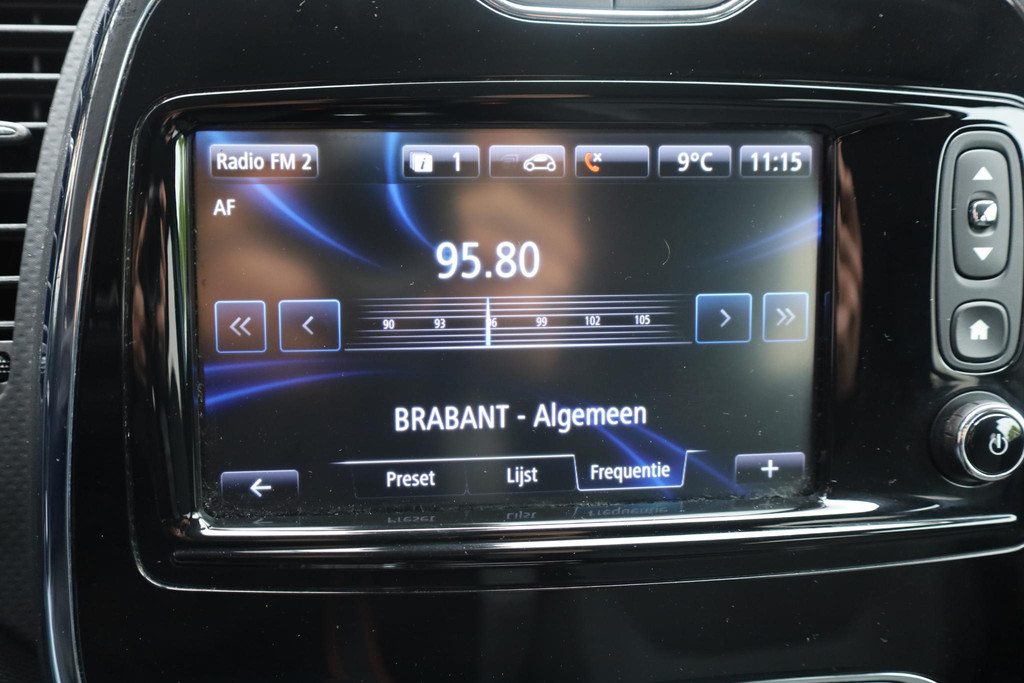 Radio FM 2 1 9°C 11:15
AF
95.80
90 93 96 99 102 105
BRABANT - Algemeen
Preset Lijst Frequentie +